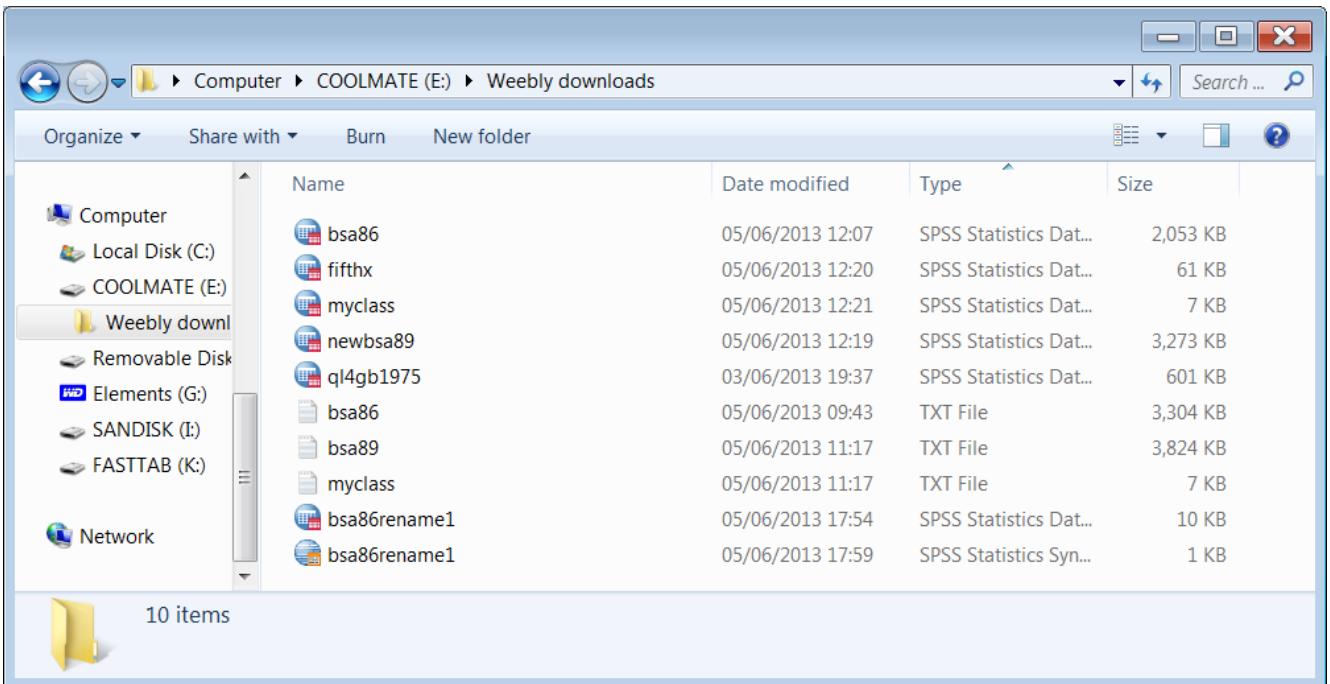 Computer COOLMATE (E:) Weebly downloads Search ...
Organize Share with Burn New folder
Computer
Local Disk (C:)
COOLMATE (E:)
Weebly downl
Removable Disk
WD Elements (G:)
SANDISK (I:)
FASTTAB (K:)
Network
Name Date modified Type Size
bsa86 05/06/2013 12:07 SPSS Statistics Dat... 2,053 KB
fifthx 05/06/2013 12:20 SPSS Statistics Dat... 61 KB
myclass 05/06/2013 12:21 SPSS Statistics Dat... 7 KB
newbsa89 05/06/2013 12:19 SPSS Statistics Dat... 3,273 KB
ql4gb1975 03/06/2013 19:37 SPSS Statistics Dat... 601 KB
bsa86 05/06/2013 09:43 TXT File 3,304 KB
bsa89 05/06/2013 11:17 TXT File 3,824 KB
myclass 05/06/2013 11:17 TXT File 7 KB
bsa86rename1 05/06/2013 17:54 SPSS Statistics Dat... 10 KB
bsa86rename1 05/06/2013 17:59 SPSS Statistics Syn... 1 KB
10 items